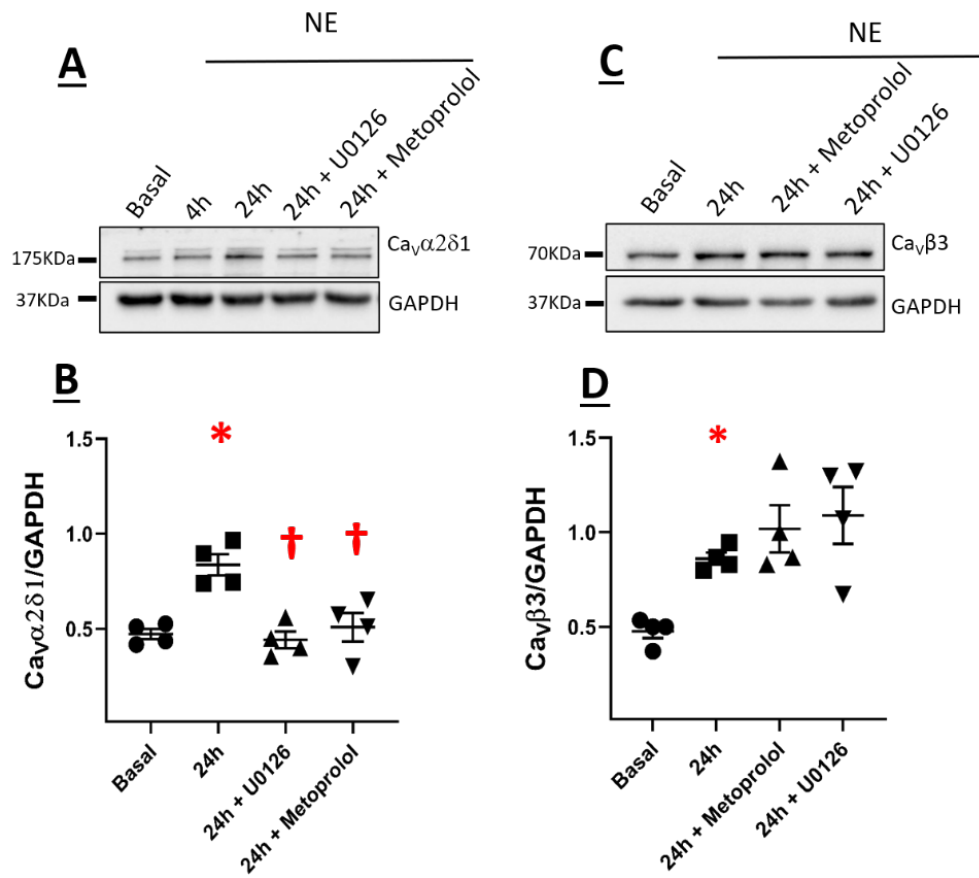 NE
A
Basal
4h
24h
24h + U0126
24h + Metoprolol
175KDa
Caᵥα2δ1
37KDa
GAPDH
NE
C
Basal
24h
24h + Metoprolol
24h + U0126
70KDa
Caᵥβ3
37KDa
GAPDH
B
Caᵥα2δ1/GAPDH
1.5
1.0
0.5
*
†
†
Basal
24h
24h + U0126
24h + Metoprolol
D
Caᵥβ3/GAPDH
1.5
1.0
0.5
*
Basal
24h
24h + Metoprolol
24h + U0126